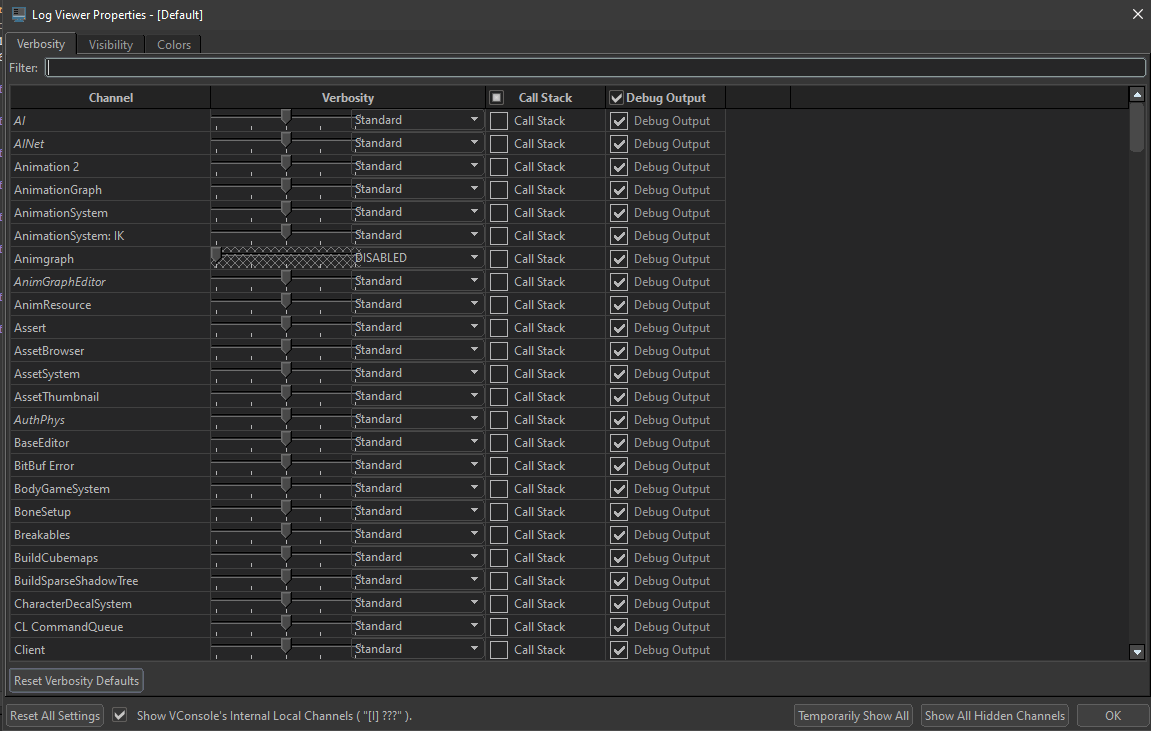 Log Viewer Properties - [Default]
Verbosity Visibility Colors
Filter:
Channel Verbosity Call Stack Debug Output
AI Standard Call Stack Debug Output
AINet Standard Call Stack Debug Output
Animation 2 Standard Call Stack Debug Output
AnimationGraph Standard Call Stack Debug Output
AnimationSystem Standard Call Stack Debug Output
AnimationSystem: IK Standard Call Stack Debug Output
Animgraph DISABLED Call Stack Debug Output
AnimGraphEditor Standard Call Stack Debug Output
AnimResource Standard Call Stack Debug Output
Assert Standard Call Stack Debug Output
AssetBrowser Standard Call Stack Debug Output
AssetSystem Standard Call Stack Debug Output
AssetThumbnail Standard Call Stack Debug Output
AuthPhys Standard Call Stack Debug Output
BaseEditor Standard Call Stack Debug Output
BitBuf Error Standard Call Stack Debug Output
BodyGameSystem Standard Call Stack Debug Output
BoneSetup Standard Call Stack Debug Output
Breakables Standard Call Stack Debug Output
BuildCubemaps Standard Call Stack Debug Output
BuildSparseShadowTree Standard Call Stack Debug Output
CharacterDecalSystem Standard Call Stack Debug Output
CL CommandQueue Standard Call Stack Debug Output
Client Standard Call Stack Debug Output
Reset Verbosity Defaults
Reset All Settings Show VConsole's Internal Local Channels ( "[l] ???" ). Temporarily Show All Show All Hidden Channels OK